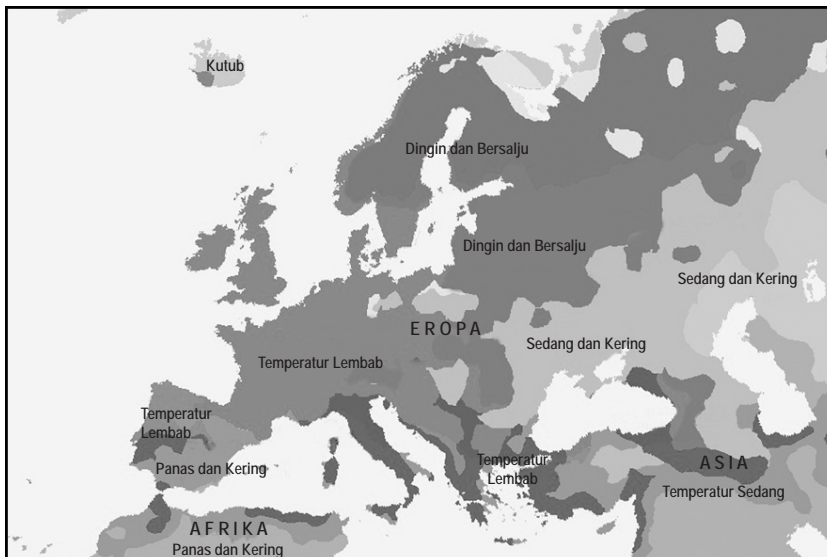 Kutub
Dingin dan Bersalju
Dingin dan Bersalju
Sedang dan Kering
EROPA
Sedang dan Kering
Temperatur Lembab
Temperatur
Lembab
Panas dan Kering
Temperatur
Lembab
ASIA
Temperatur Sedang
AFRIKA
Panas dan Kering